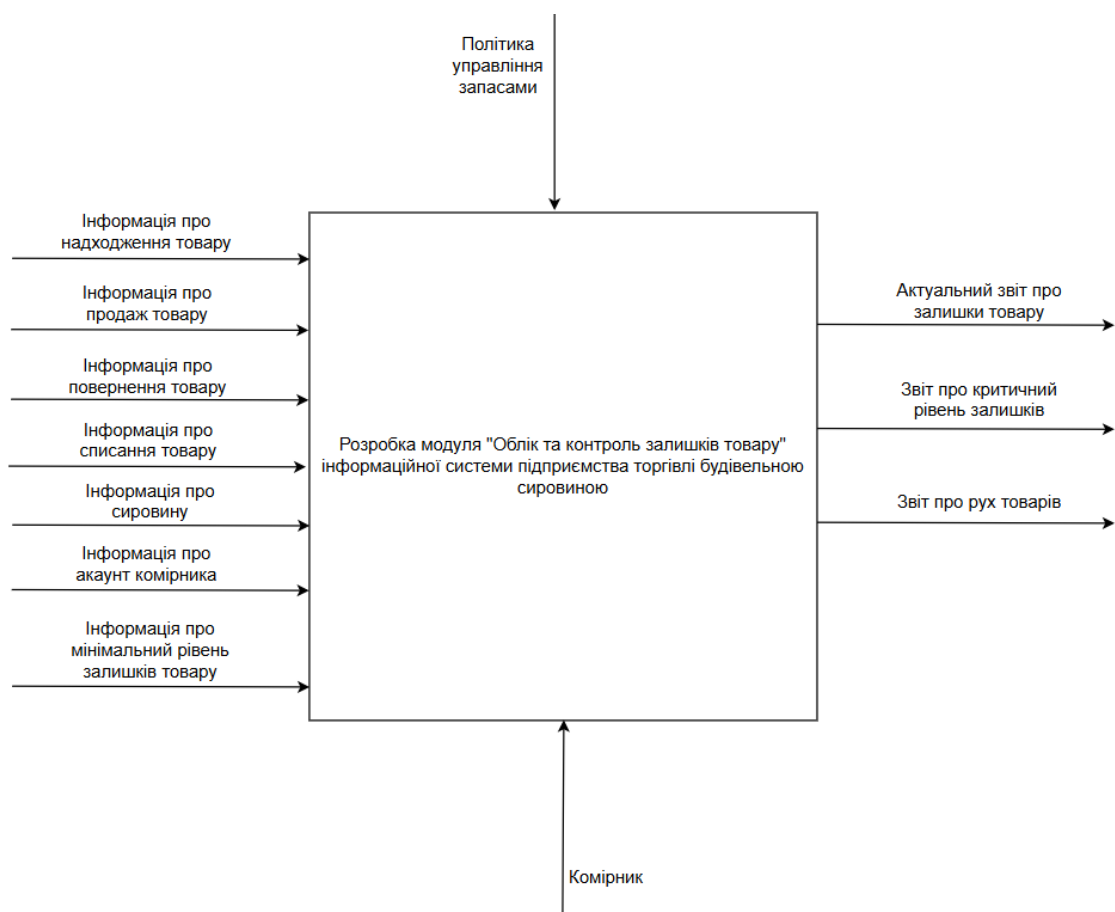 Політика
управління
запасами
Інформація про
надходження товару
Інформація про
продаж товару
Інформація про
повернення товару
Інформація про
списання товару
Інформація про
сировину
Інформація про
акаунт комірника
Інформація про
мінімальний рівень
залишків товару
Розробка модуля "Облік та контроль залишків товару"
інформаційної системи підприємства торгівлі будівельною
сировиною
Актуальний звіт про
залишки товару
Звіт про критичний
рівень залишків
Звіт про рух товарів
Комірник